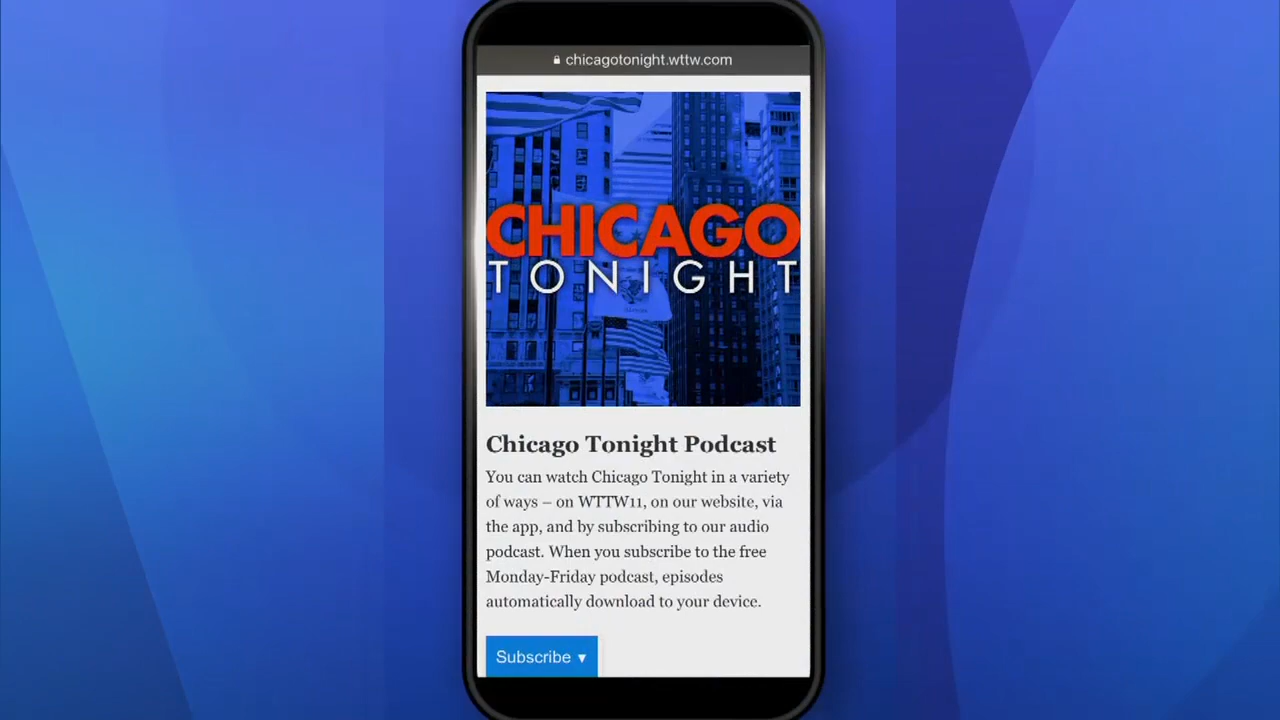 chicagotonight.wttw.com
CHICAGO
TONIGHT
Chicago Tonight Podcast
You can watch Chicago Tonight in a variety
of ways – on WTTW11, on our website, via
the app, and by subscribing to our audio
podcast. When you subscribe to the free
Monday-Friday podcast, episodes
automatically download to your device.
Subscribe ▾